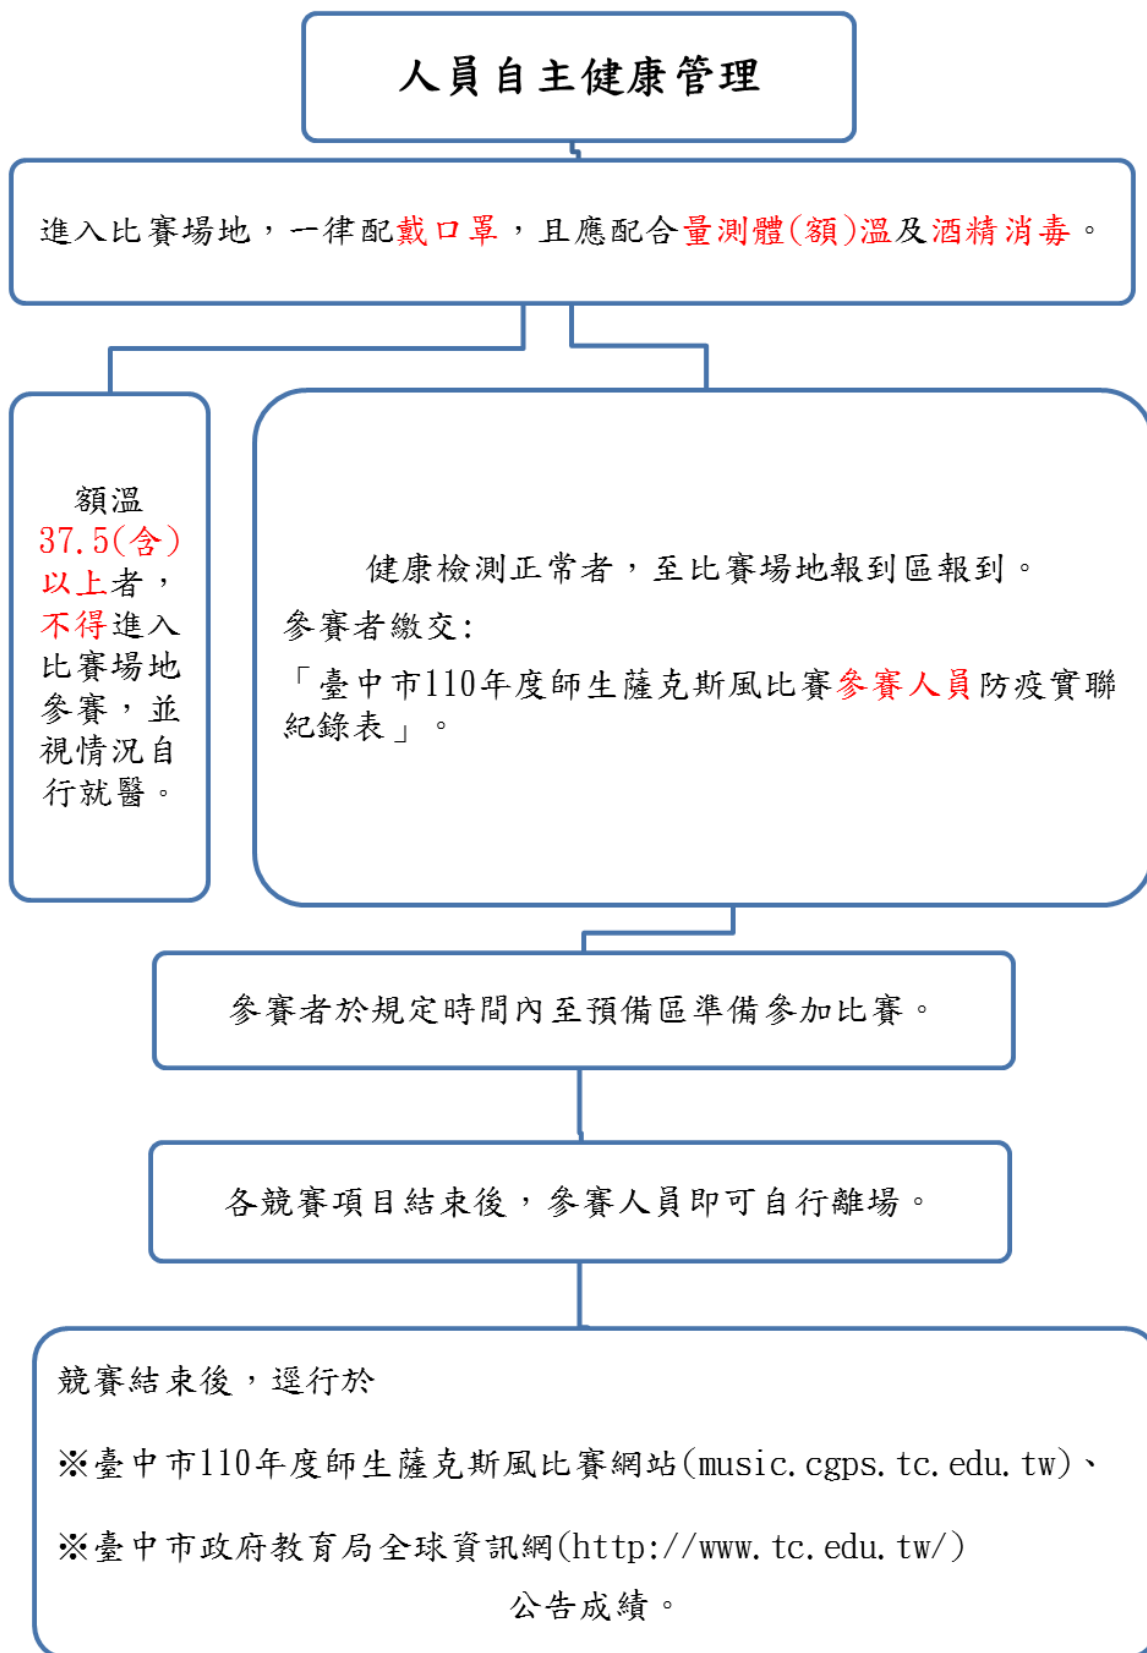 人員自主健康管理
進入比賽場地，一律配戴口罩，且應配合量測體(額)溫及酒精消毒。
額溫
37.5(含)
以上者，
不得進入
比賽場地
參賽，並
視情況自
行就醫。
健康檢測正常者，至比賽場地報到區報到。
參賽者繳交:
「臺中市110年度師生薩克斯風比賽參賽人員防疫實聯
紀錄表」。
參賽者於規定時間內至預備區準備參加比賽。
各競賽項目結束後，參賽人員即可自行離場。
競賽結束後，逕行於
※臺中市110年度師生薩克斯風比賽網站(music.cgps.tc.edu.tw)、
※臺中市政府教育局全球資訊網(http://www.tc.edu.tw/)
公告成績。